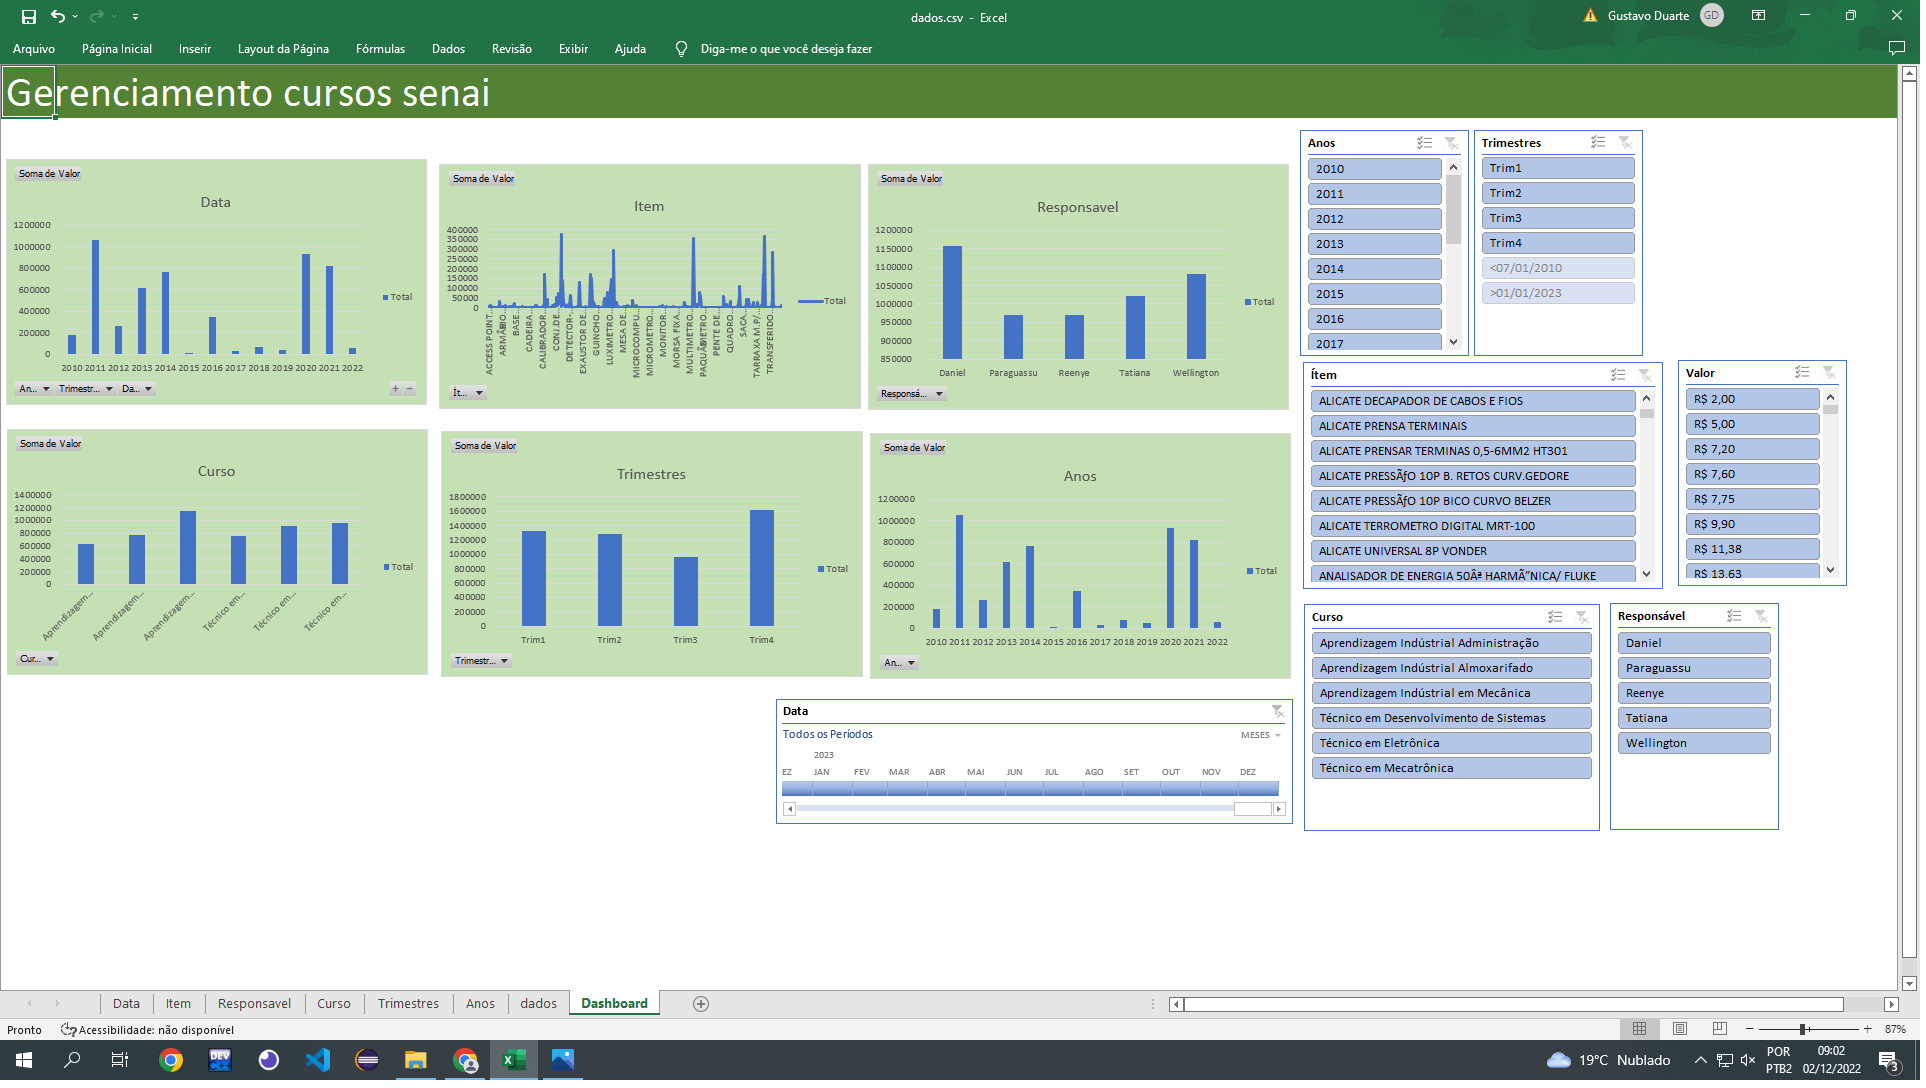 dados.csv - Excel
Gustavo Duarte
GD
Arquivo
Página Inicial
Inserir
Layout da Página
Fórmulas
Dados
Revisão
Exibir
Ajuda
Diga-me o que você deseja fazer
Gerenciamento cursos senai
Soma de Valor
Data
1200000
1000000
800000
600000
400000
200000
0
2010 2011 2012 2013 2014 2015 2016 2017 2018 2019 2020 2021 2022
Total
An...
Trimestr...
Da...
Soma de Valor
Item
400000
350000
300000
250000
200000
150000
100000
50000
0
ACCESS POINT...
ARMÃRIO...
BASE...
CADEIRA...
CALIBRADOR...
CONJ.DE...
DETECTOR-...
EXAUSTOR DE...
GUINCHO...
LUXIMETRO...
MESA DE...
MICROCOMPU...
MICROMETRO...
MONITOR...
MORSA FIXA...
MULTIMETRO...
PENTE DE...
QUADRO...
SACA...
TARRAXA M.P/...
TRANSFERIDO...
Total
Ít...
Soma de Valor
Responsavel
1200000
1150000
1100000
1050000
1000000
950000
900000
850000
Daniel Paraguassu Reenye Tatiana Wellington
Total
Responsá...
Soma de Valor
Curso
1400000
1200000
1000000
800000
600000
400000
200000
0
Aprendizagem...
Aprendizagem...
Aprendizagem...
Técnico em...
Técnico em...
Técnico em...
Total
Cur...
Soma de Valor
Trimestres
1800000
1600000
1400000
1200000
1000000
800000
600000
400000
200000
0
Trim1 Trim2 Trim3 Trim4
Total
Trimestr...
Soma de Valor
Anos
1200000
1000000
800000
600000
400000
200000
0
2010 2011 2012 2013 2014 2015 2016 2017 2018 2019 2020 2021 2022
Total
An...
Anos
2010
2011
2012
2013
2014
2015
2016
2017
Trimestres
Trim1
Trim2
Trim3
Trim4
<07/01/2010
>01/01/2023
Ítem
ALICATE DECAPADOR DE CABOS E FIOS
ALICATE PRENSA TERMINAIS
ALICATE PRENSAR TERMINAS 0,5-6MM2 HT301
ALICATE PRESSÃƒO 10P B. RETOS CURV.GEDORE
ALICATE PRESSÃƒO 10P BICO CURVO BELZER
ALICATE TERROMETRO DIGITAL MRT-100
ALICATE UNIVERSAL 8P VONDER
ANALISADOR DE ENERGIA 50Âª HARMÃ”NICA/ FLUKE
Valor
R$ 2,00
R$ 5,00
R$ 7,20
R$ 7,60
R$ 7,75
R$ 9,90
R$ 11,38
R$ 13,63
Curso
Aprendizagem Indústrial Administração
Aprendizagem Indústrial Almoxarifado
Aprendizagem Indústrial em Mecânica
Técnico em Desenvolvimento de Sistemas
Técnico em Eletrônica
Técnico em Mecatrônica
Responsável
Daniel
Paraguassu
Reenye
Tatiana
Wellington
Data
Todos os Períodos
MESES
2023
EZ JAN FEV MAR ABR MAI JUN JUL AGO SET OUT NOV DEZ
Data
Item
Responsavel
Curso
Trimestres
Anos
dados
Dashboard
Pronto
Acessibilidade: não disponível
87%
DEV
19°C Nublado
POR
PTB2
09:02
02/12/2022
3